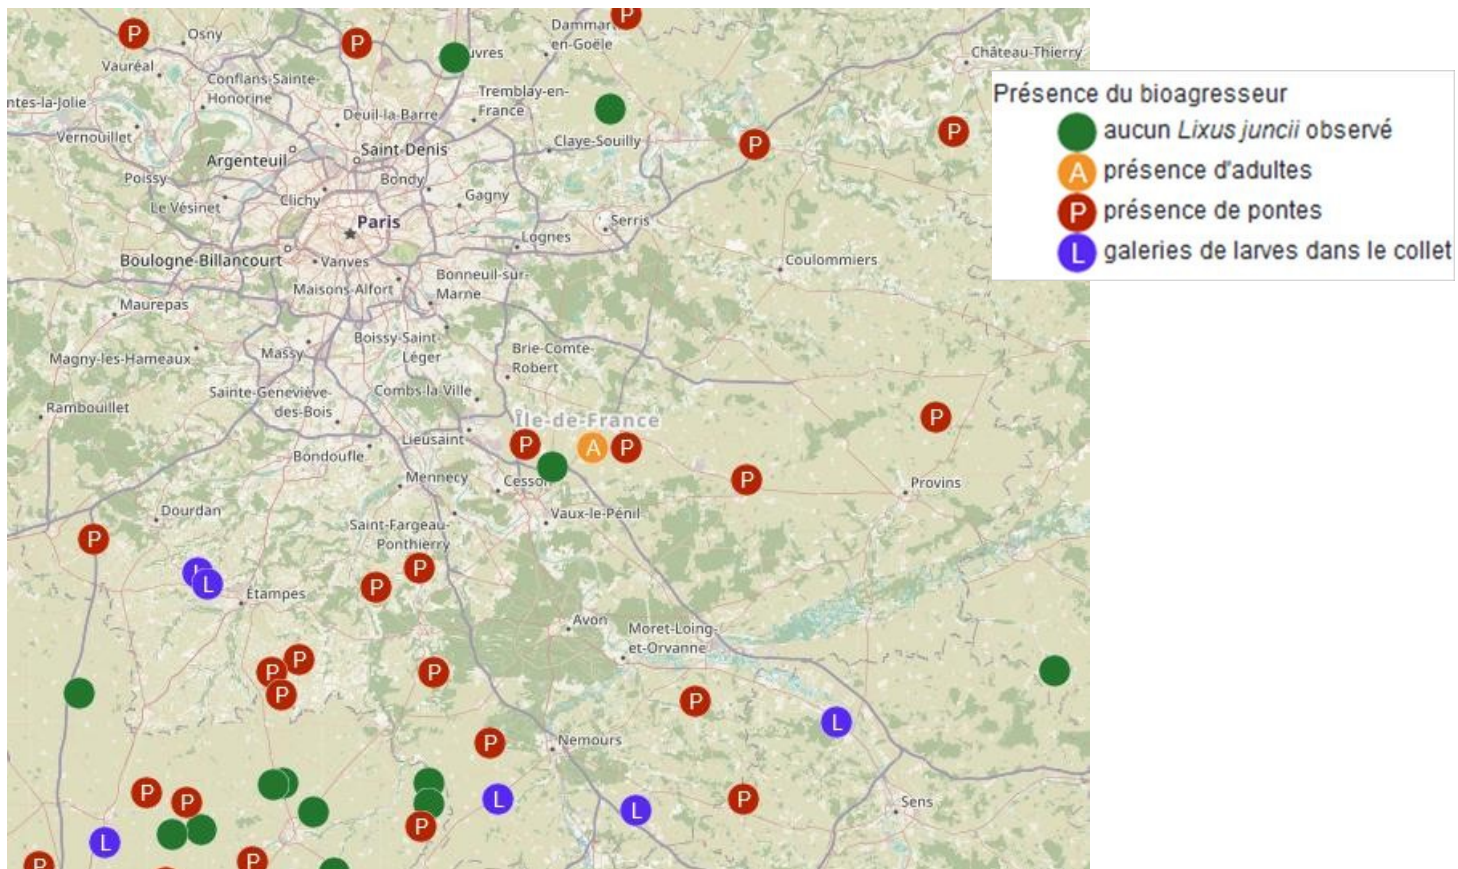 Osny
Dammar
en-Goële
P
P
P
uvres
Château-Thierry
Vauréal
Conflans-Sainte-
Honorine
Tremblay-en-
France
ntes-la-Jolie
Deuil-la-Barre
Vernouillet
Claye-Souilly
P
P
Argenteuil
Saint-Denis
Poissy
Bondy
Clichy
Gagny
Le Vésinet
Paris
Serris
Lognes
Boulogne-Billancourt
Vanves
Coulommiers
Maisons-Alfort
Bonneuil-sur-
Marne
Maurepas
Boissy-Saint-
Léger
Massy
Magny-les-Hameaux
Brie-Comte-
Robert
Sainte-Geneviève-
des-Bois
Combs-la-Ville
Rambouillet
Île-de-France
P
Lieusaint
P
A
P
Bondoufle
Mennecy
Cesson
P
Provins
Dourdan
Saint-Fargeau-
Ponthierry
Vaux-le-Pénil
P
L
L
P
P
Étampes
Avon
Moret-Loing-
et-Orvanne
P
P
P
P
P
L
P
Nemours
P
P
L
L
P
Sens
P
L
P
P
Présence du bioagresseur
aucun Lixus juncii observé
A présence d'adultes
P présence de pontes
L galeries de larves dans le collet